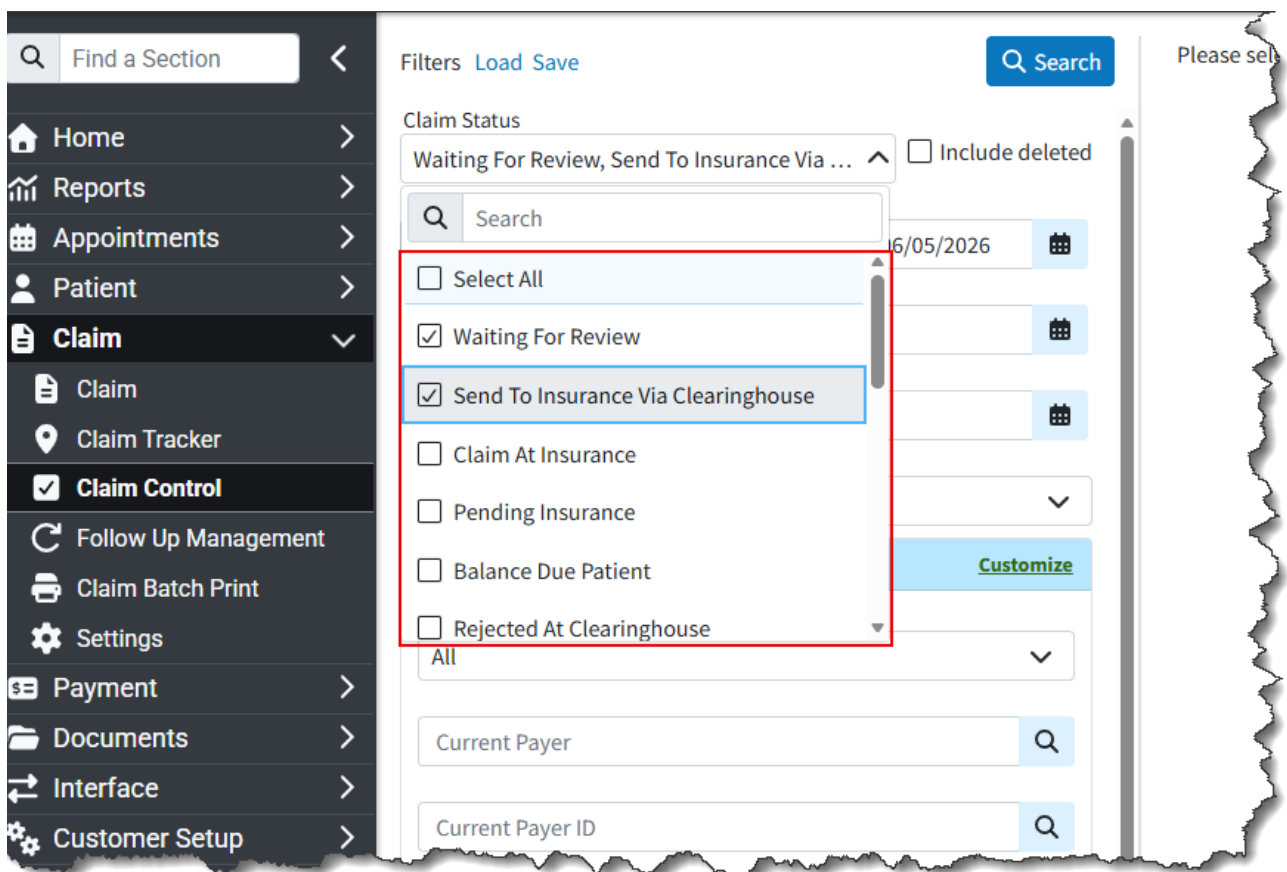 Find a Section
Home
Reports
Appointments
Patient
Claim
Claim
Claim Tracker
Claim Control
Follow Up Management
Claim Batch Print
Settings
Payment
Documents
Interface
Customer Setup
Filters Load Save
Search
Claim Status
Waiting For Review, Send To Insurance Via ...
Include deleted
Search
6/05/2026
Select All
Waiting For Review
Send To Insurance Via Clearinghouse
Claim At Insurance
Pending Insurance
Balance Due Patient
Rejected At Clearinghouse
Customize
All
Current Payer
Current Payer ID
Please sel